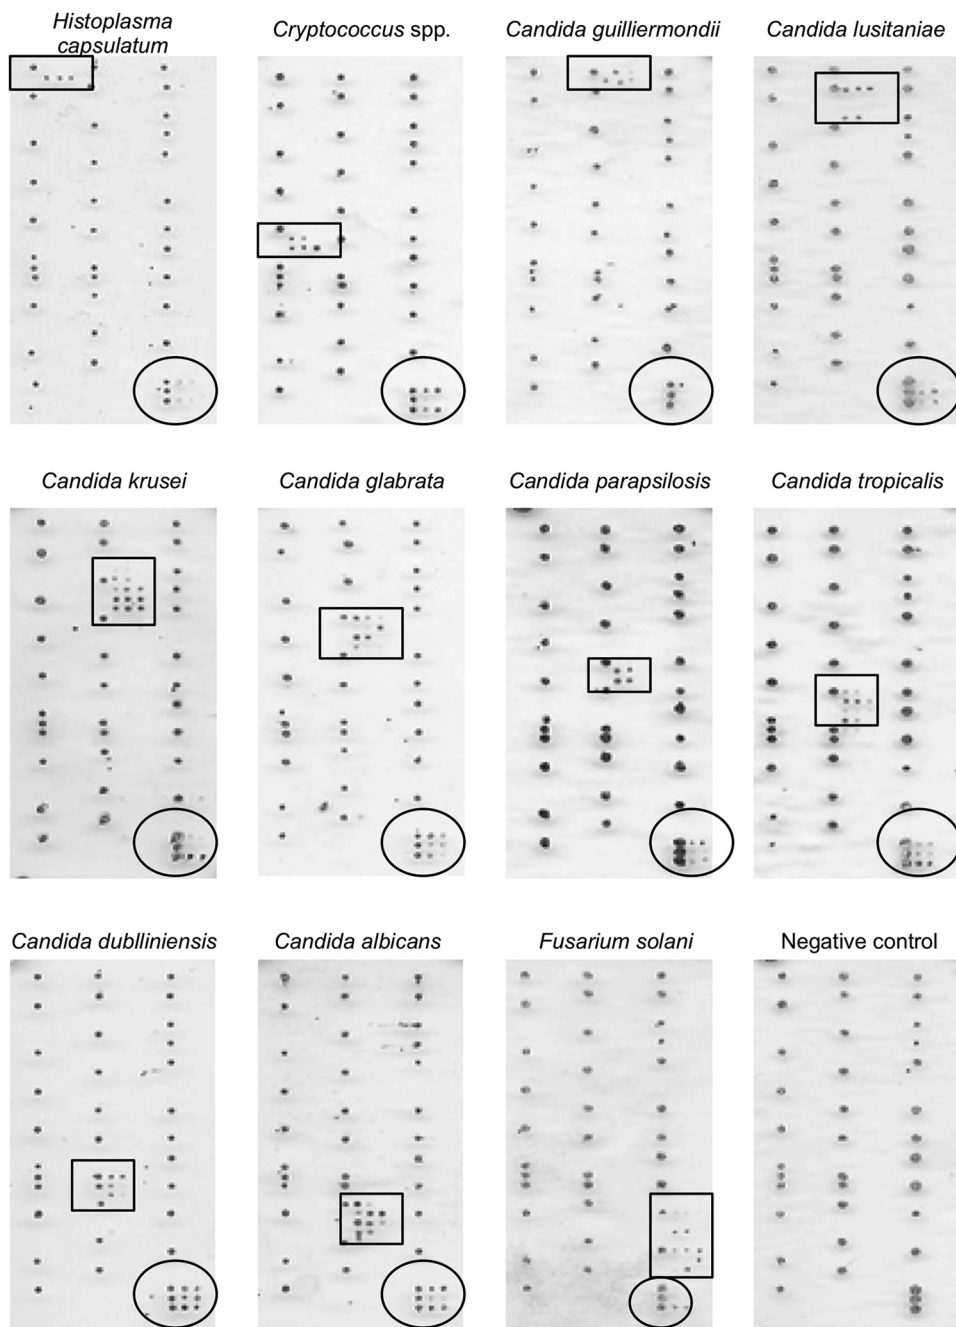 Histoplasma
capsulatum
Cryptococcus spp.
Candida guilliermondii
Candida lusitaniae
Candida krusei
Candida glabrata
Candida parapsilosis
Candida tropicalis
Candida dublliniensis
Candida albicans
Fusarium solani
Negative control